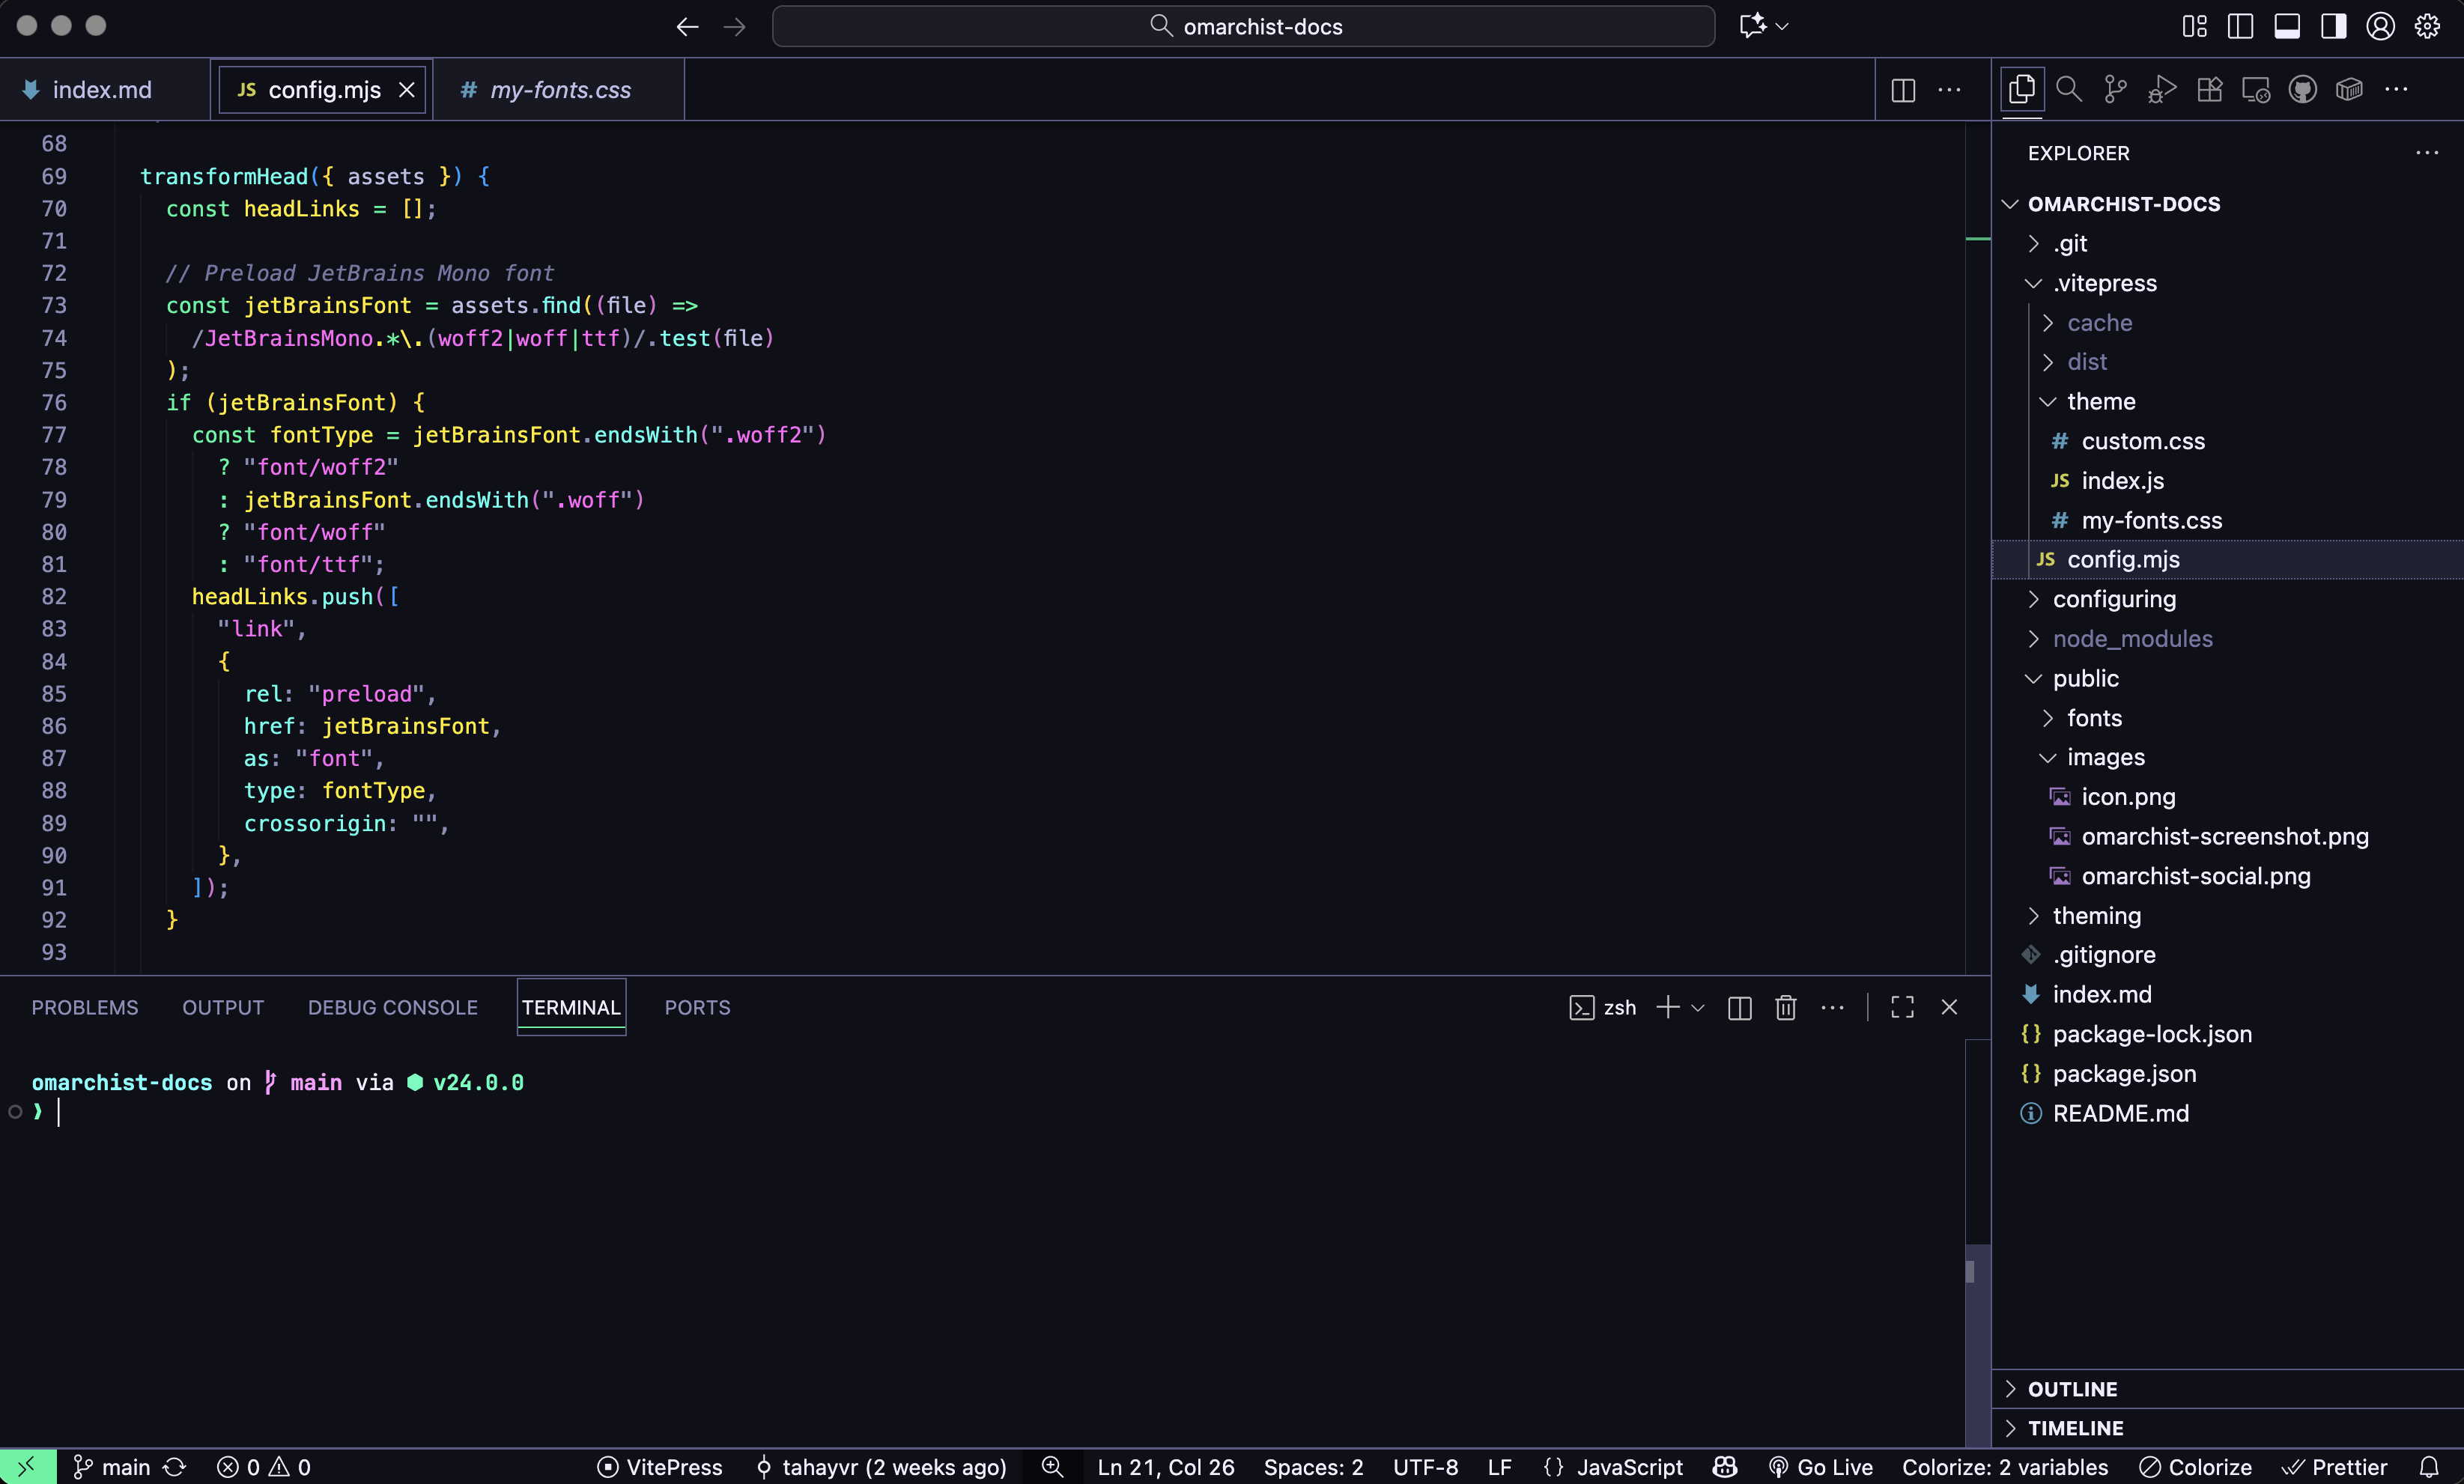 omarchist-docs
index.md
JS config.mjs
# my-fonts.css
68
69 transformHead({ assets }) {
70 const headLinks = [];
71
72 // Preload JetBrains Mono font
73 const jetBrainsFont = assets.find((file) =>
74 /JetBrainsMono.*\.(woff2|woff|ttf)/.test(file)
75 );
76 if (jetBrainsFont) {
77 const fontType = jetBrainsFont.endsWith(".woff2")
78 ? "font/woff2"
79 : jetBrainsFont.endsWith(".woff")
80 ? "font/woff"
81 : "font/ttf";
82 headLinks.push([
83 "link",
84 {
85 rel: "preload",
86 href: jetBrainsFont,
87 as: "font",
88 type: fontType,
89 crossorigin: "",
90 },
91 ]);
92 }
93
PROBLEMS OUTPUT DEBUG CONSOLE TERMINAL PORTS
zsh
omarchist-docs on main via v24.0.0
❯
EXPLORER
OMARCHIST-DOCS
.git
.vitepress
cache
dist
theme
# custom.css
JS index.js
# my-fonts.css
JS config.mjs
configuring
node_modules
public
fonts
images
icon.png
omarchist-screenshot.png
omarchist-social.png
theming
.gitignore
index.md
{} package-lock.json
{} package.json
README.md
OUTLINE
TIMELINE
main 0 0 VitePress tahayvr (2 weeks ago) Ln 21, Col 26 Spaces: 2 UTF-8 LF {} JavaScript Go Live Colorize: 2 variables Colorize Prettier